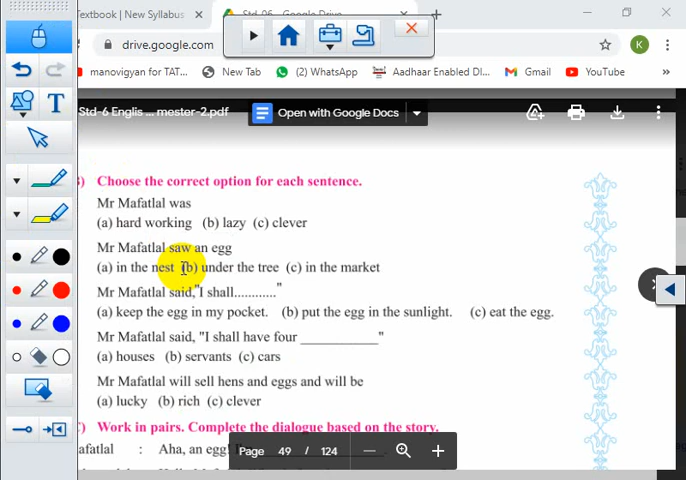 Textbook | New Syllabus × Std-06 - Google Drive ×
drive.google.com
K
manovigyan for TAT... New Tab (2) WhatsApp Aadhaar Enabled DI... Gmail YouTube
Std-6 Englis ... mester-2.pdf Open with Google Docs
) Choose the correct option for each sentence.
Mr Mafatlal was
(a) hard working (b) lazy (c) clever
Mr Mafatlal saw an egg
(a) in the nest (b) under the tree (c) in the market
Mr Mafatlal said,"I shall............"
(a) keep the egg in my pocket. (b) put the egg in the sunlight. (c) eat the egg.
Mr Mafatlal said, "I shall have four ___________"
(a) houses (b) servants (c) cars
Mr Mafatlal will sell hens and eggs and will be
(a) lucky (b) rich (c) clever
) Work in pairs. Complete the dialogue based on the story.
afatlal : Aha, an egg!
Page 49 / 124
T